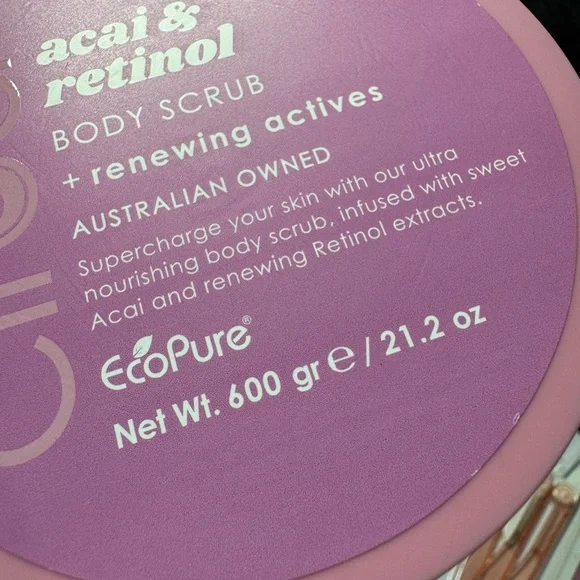 acai &
retinol
BODY SCRUB
+ renewing actives
AUSTRALIAN OWNED
Supercharge your skin with our ultra
nourishing body scrub, infused with sweet
Acai and renewing Retinol extracts.
EcoPure®
Net Wt. 600 gr ℮ / 21.2 oz